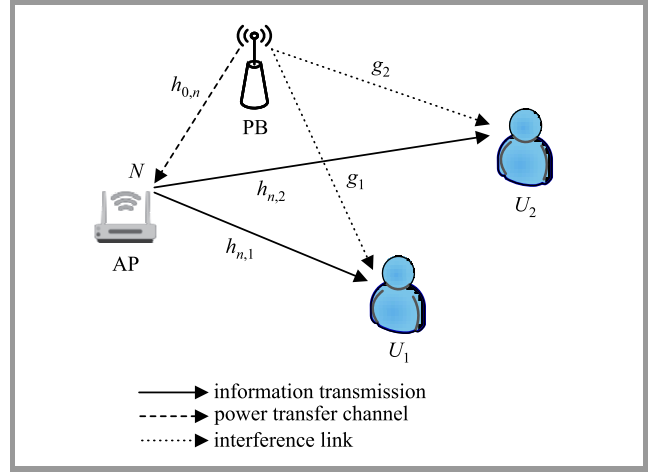 g2
h0,n
PB
N
hn,2
g1
U2
hn,1
AP
U1
information transmission
power transfer channel
interference link